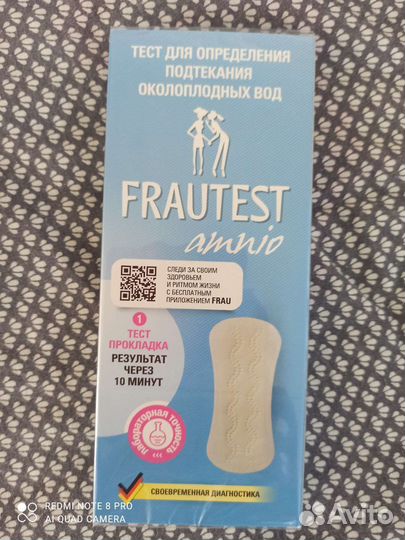 ТЕСТ ДЛЯ ОПРЕДЕЛЕНИЯ
ПОДТЕКАНИЯ
ОКОЛОПЛОДНЫХ ВОД
FRAUTEST
amnio
СЛЕДИ ЗА СВОИМ
ЗДОРОВЬЕМ
И РИТМОМ ЖИЗНИ
С БЕСПЛАТНЫМ
ПРИЛОЖЕНИЕМ FRAU
1
ТЕСТ
ПРОКЛАДКА
РЕЗУЛЬТАТ
ЧЕРЕЗ
10 МИНУТ
лабораторная точность
СВОЕВРЕМЕННАЯ ДИАГНОСТИКА
REDMI NOTE 8 PRO
AI QUAD CAMERA
Avito